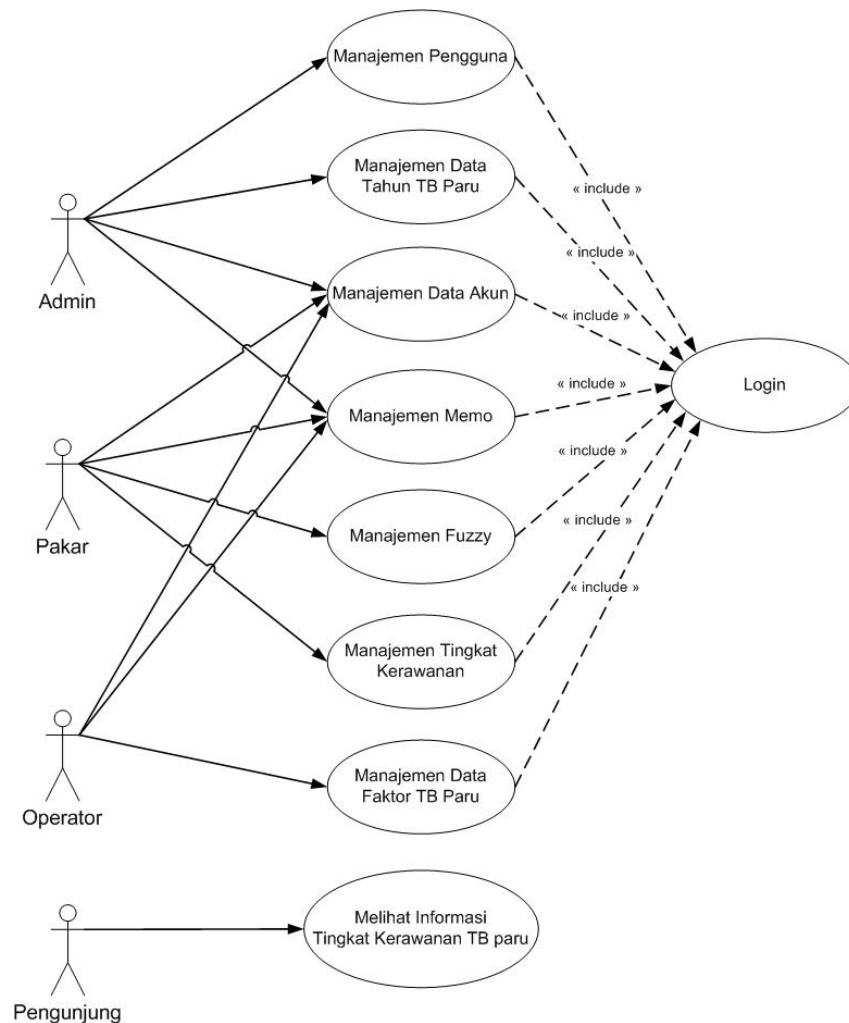 Manajemen Pengguna
« include »
Manajemen Data
Tahun TB Paru
« include »
Admin
Manajemen Data Akun
« include »
Login
Manajemen Memo
« include »
Pakar
« include »
Manajemen Fuzzy
« include »
Manajemen Tingkat
Kerawanan
« include »
Operator
Manajemen Data
Faktor TB Paru
Melihat Informasi
Tingkat Kerawanan TB paru
Pengunjung